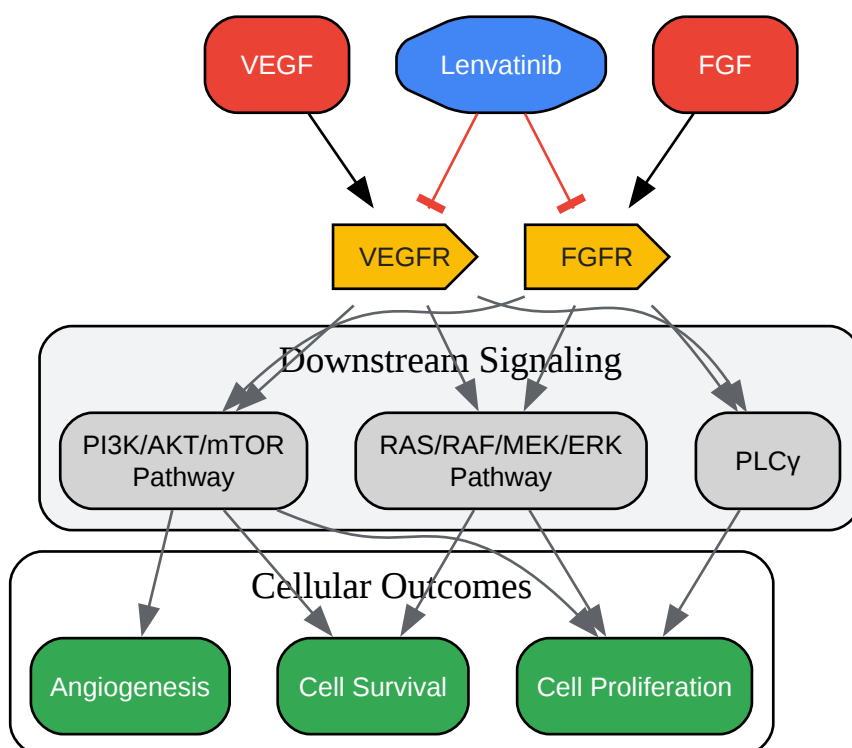 VEGF
Lenvatinib
FGF
VEGFR
FGFR
Downstream Signaling
PI3K/AKT/mTOR
Pathway
RAS/RAF/MEK/ERK
Pathway
PLCγ
Cellular Outcomes
Angiogenesis
Cell Survival
Cell Proliferation